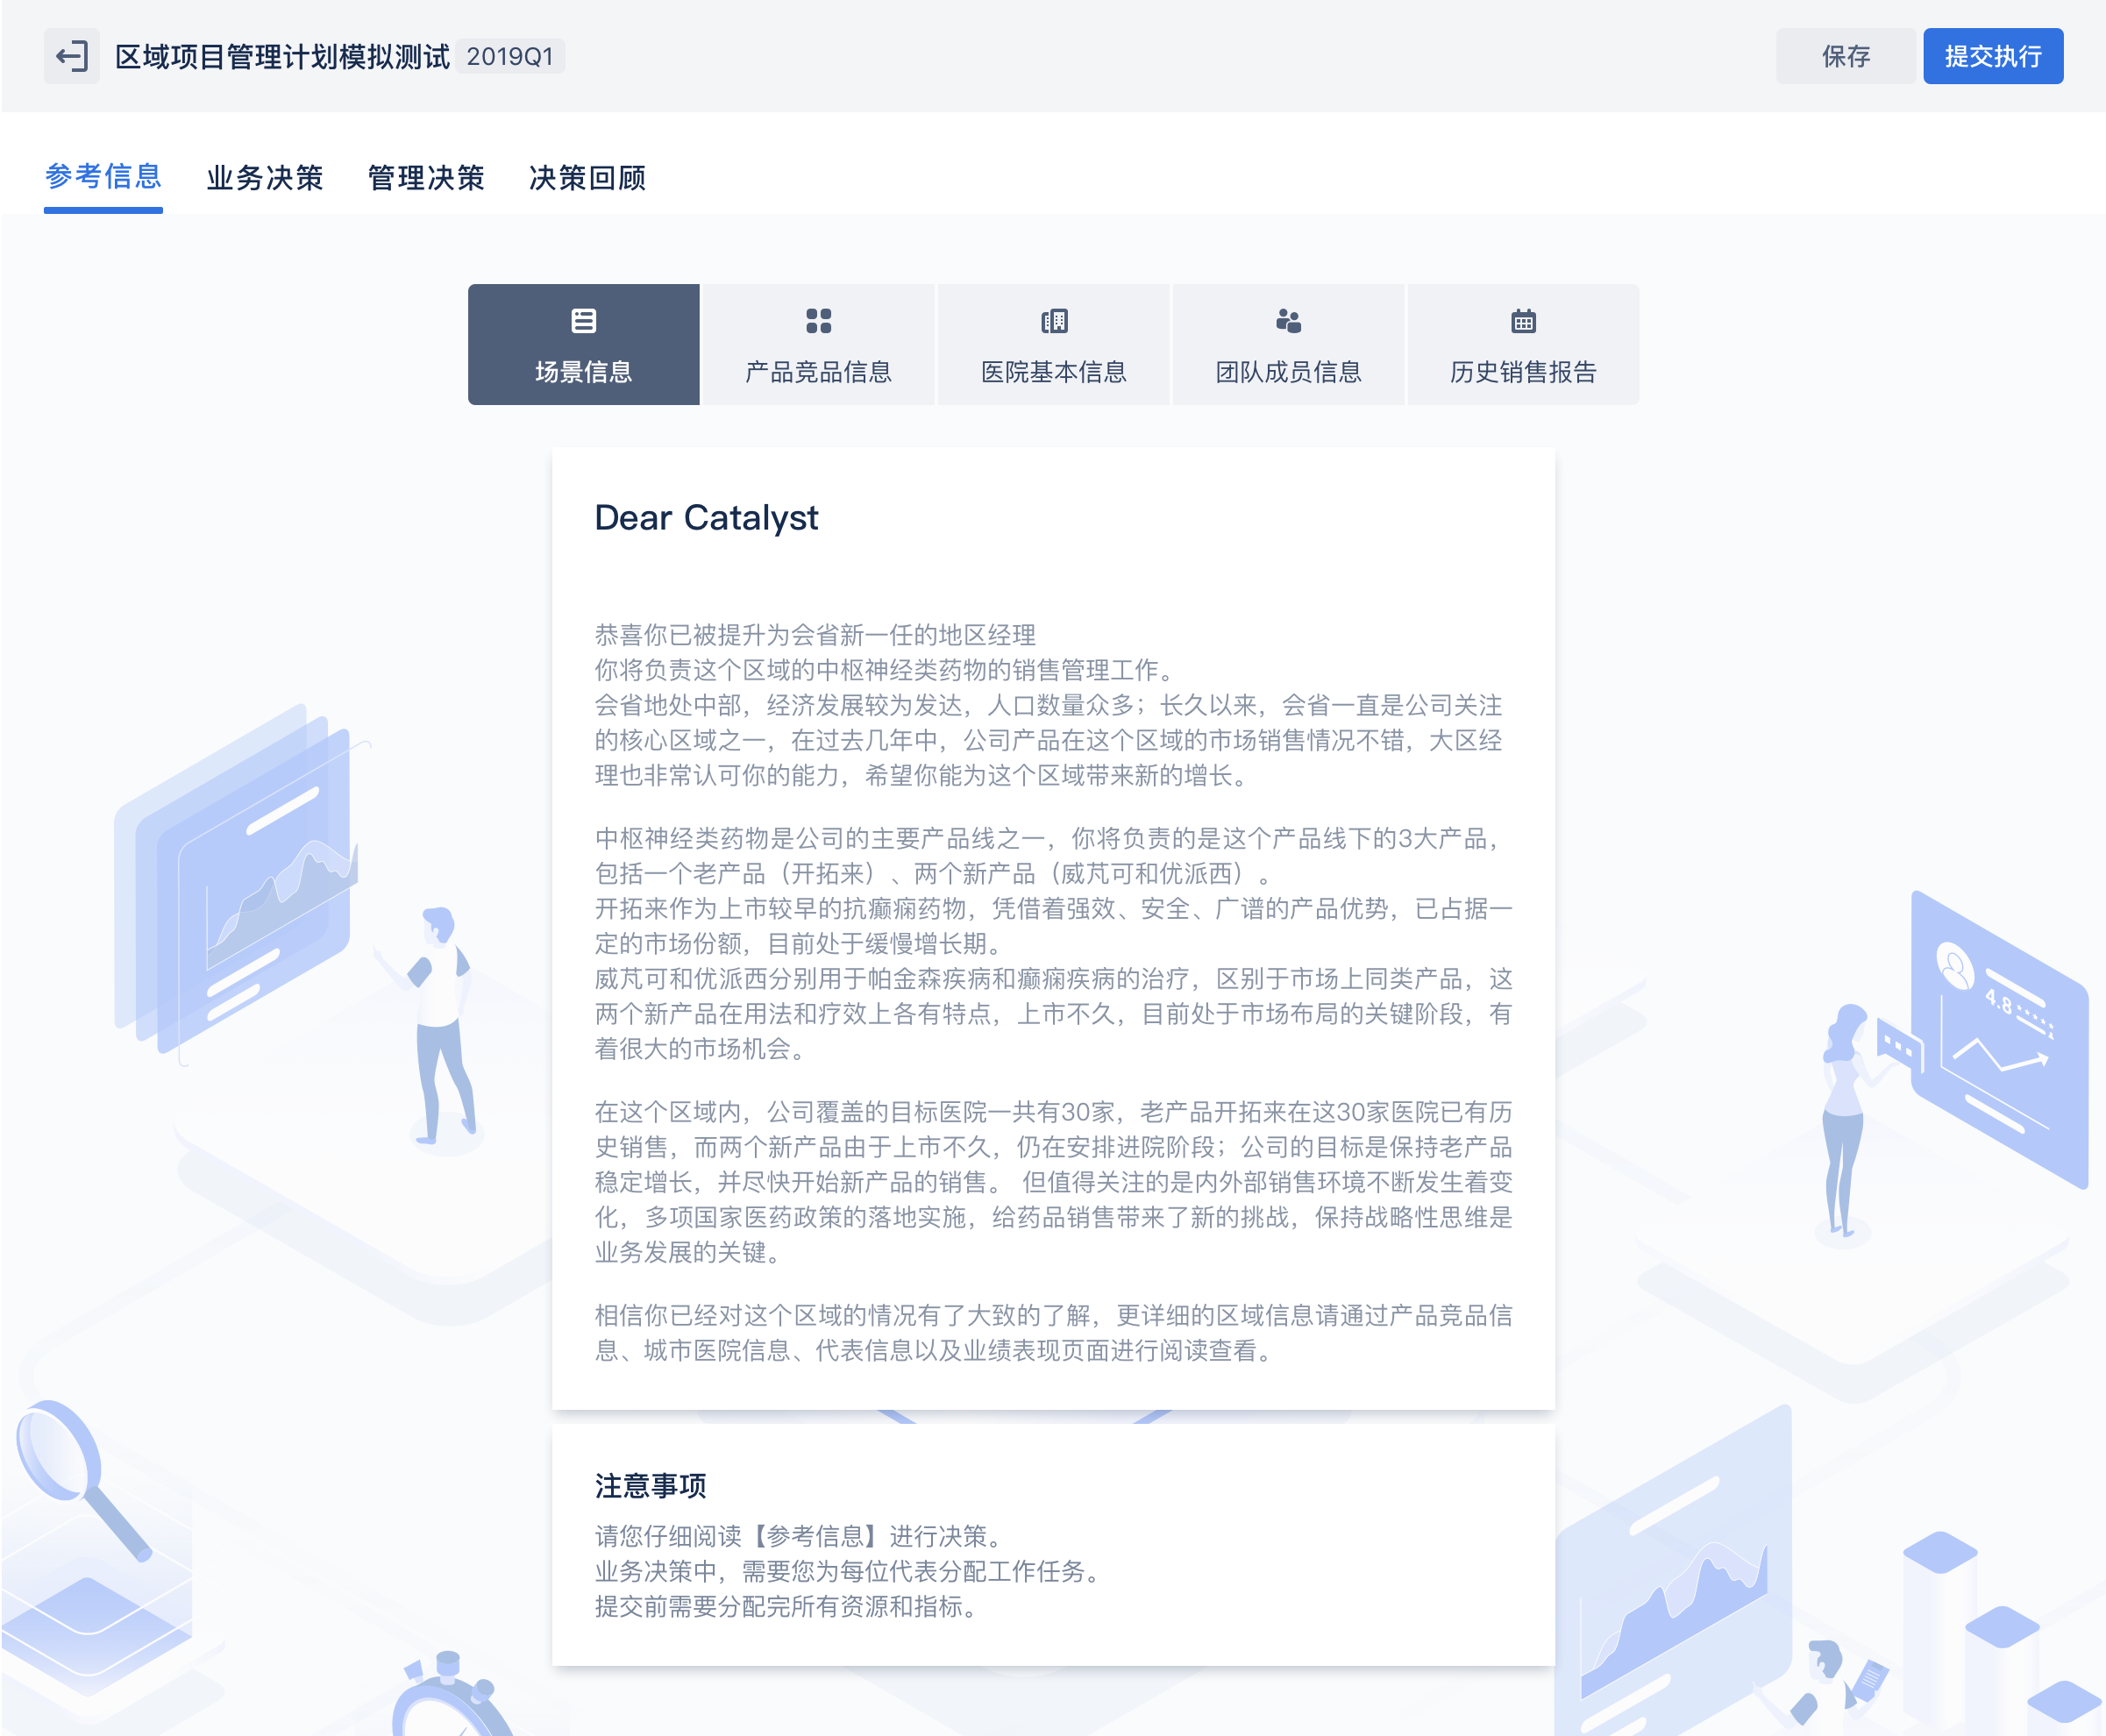 区域项目管理计划模拟测试 2019Q1
保存 提交执行
参考信息 业务决策 管理决策 决策回顾
场景信息 产品竞品信息 医院基本信息 团队成员信息 历史销售报告
Dear Catalyst
恭喜你已被提升为会省新一任的地区经理
你将负责这个区域的中枢神经类药物的销售管理工作。
会省地处中部，经济发展较为发达，人口数量众多；长久以来，会省一直是公司关注
的核心区域之一，在过去几年中，公司产品在这个区域的市场销售情况不错，大区经
理也非常认可你的能力，希望你能为这个区域带来新的增长。
中枢神经类药物是公司的主要产品线之一，你将负责的是这个产品线下的3大产品，
包括一个老产品（开拓来）、两个新产品（威芃可和优派西）。
开拓来作为上市较早的抗癫痫药物，凭借着强效、安全、广谱的产品优势，已占据一
定的市场份额，目前处于缓慢增长期。
威芃可和优派西分别用于帕金森疾病和癫痫疾病的治疗，区别于市场上同类产品，这
两个新产品在用法和疗效上各有特点，上市不久，目前处于市场布局的关键阶段，有
着很大的市场机会。
在这个区域内，公司覆盖的目标医院一共有30家，老产品开拓来在这30家医院已有历
史销售，而两个新产品由于上市不久，仍在安排进院阶段；公司的目标是保持老产品
稳定增长，并尽快开始新产品的销售。 但值得关注的是内外部销售环境不断发生着变
化，多项国家医药政策的落地实施，给药品销售带来了新的挑战，保持战略性思维是
业务发展的关键。
相信你已经对这个区域的情况有了大致的了解，更详细的区域信息请通过产品竞品信
息、城市医院信息、代表信息以及业绩表现页面进行阅读查看。
4.8
注意事项
请您仔细阅读【参考信息】进行决策。
业务决策中，需要您为每位代表分配工作任务。
提交前需要分配完所有资源和指标。